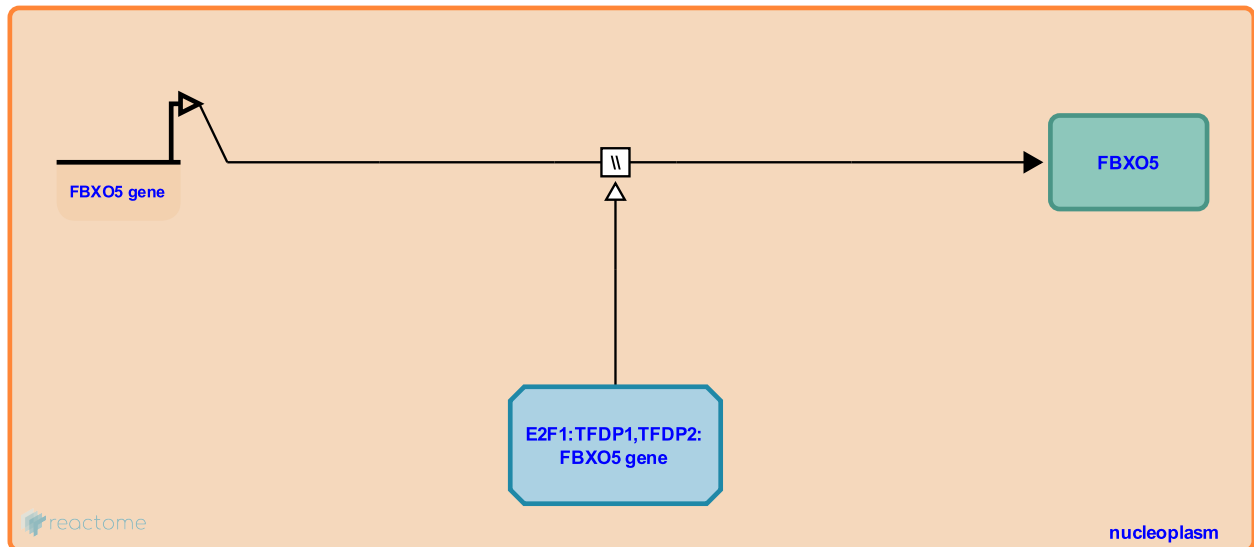 FBXO5 gene
\\
FBXO5
E2F1:TFDP1,TFDP2:
FBXO5 gene
reactome
nucleoplasm